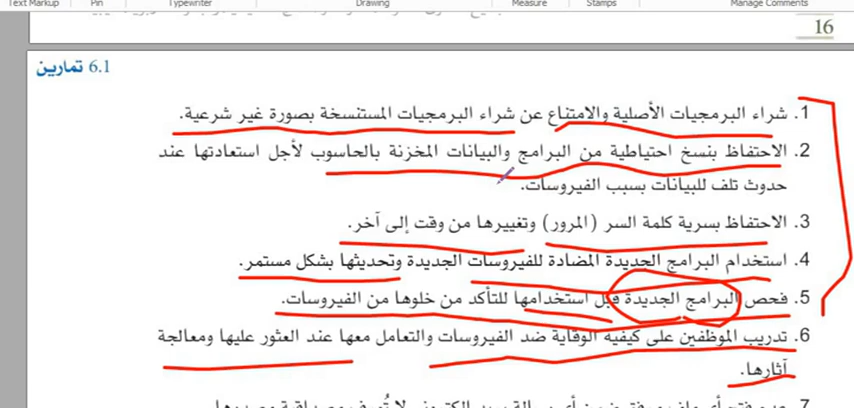 Text Markup Pin Typewriter Drawing Measure Stamps Manage Comments
16
6.1 تمارين
1. شراء البرمجيات الأصلية والامتناع عن شراء البرمجيات المستنسخة بصورة غير شرعية.
2. الاحتفاظ بنسخ احتياطية من البرامج والبيانات المخزنة بالحاسوب لأجل استعادتها عند
حدوث تلف للبيانات بسبب الفيروسات.
3. الاحتفاظ بسرية كلمة السر (المرور) وتغييرها من وقت إلى آخر.
4. استخدام البرامج الجديدة المضادة للفيروسات الجديدة وتحديثها بشكل مستمر.
5. فحص البرامج الجديدة قبل استخدامها للتأكد من خلوها من الفيروسات.
6. تدريب الموظفين على كيفية الوقاية ضد الفيروسات والتعامل معها عند العثور عليها ومعالجة
آثارها.